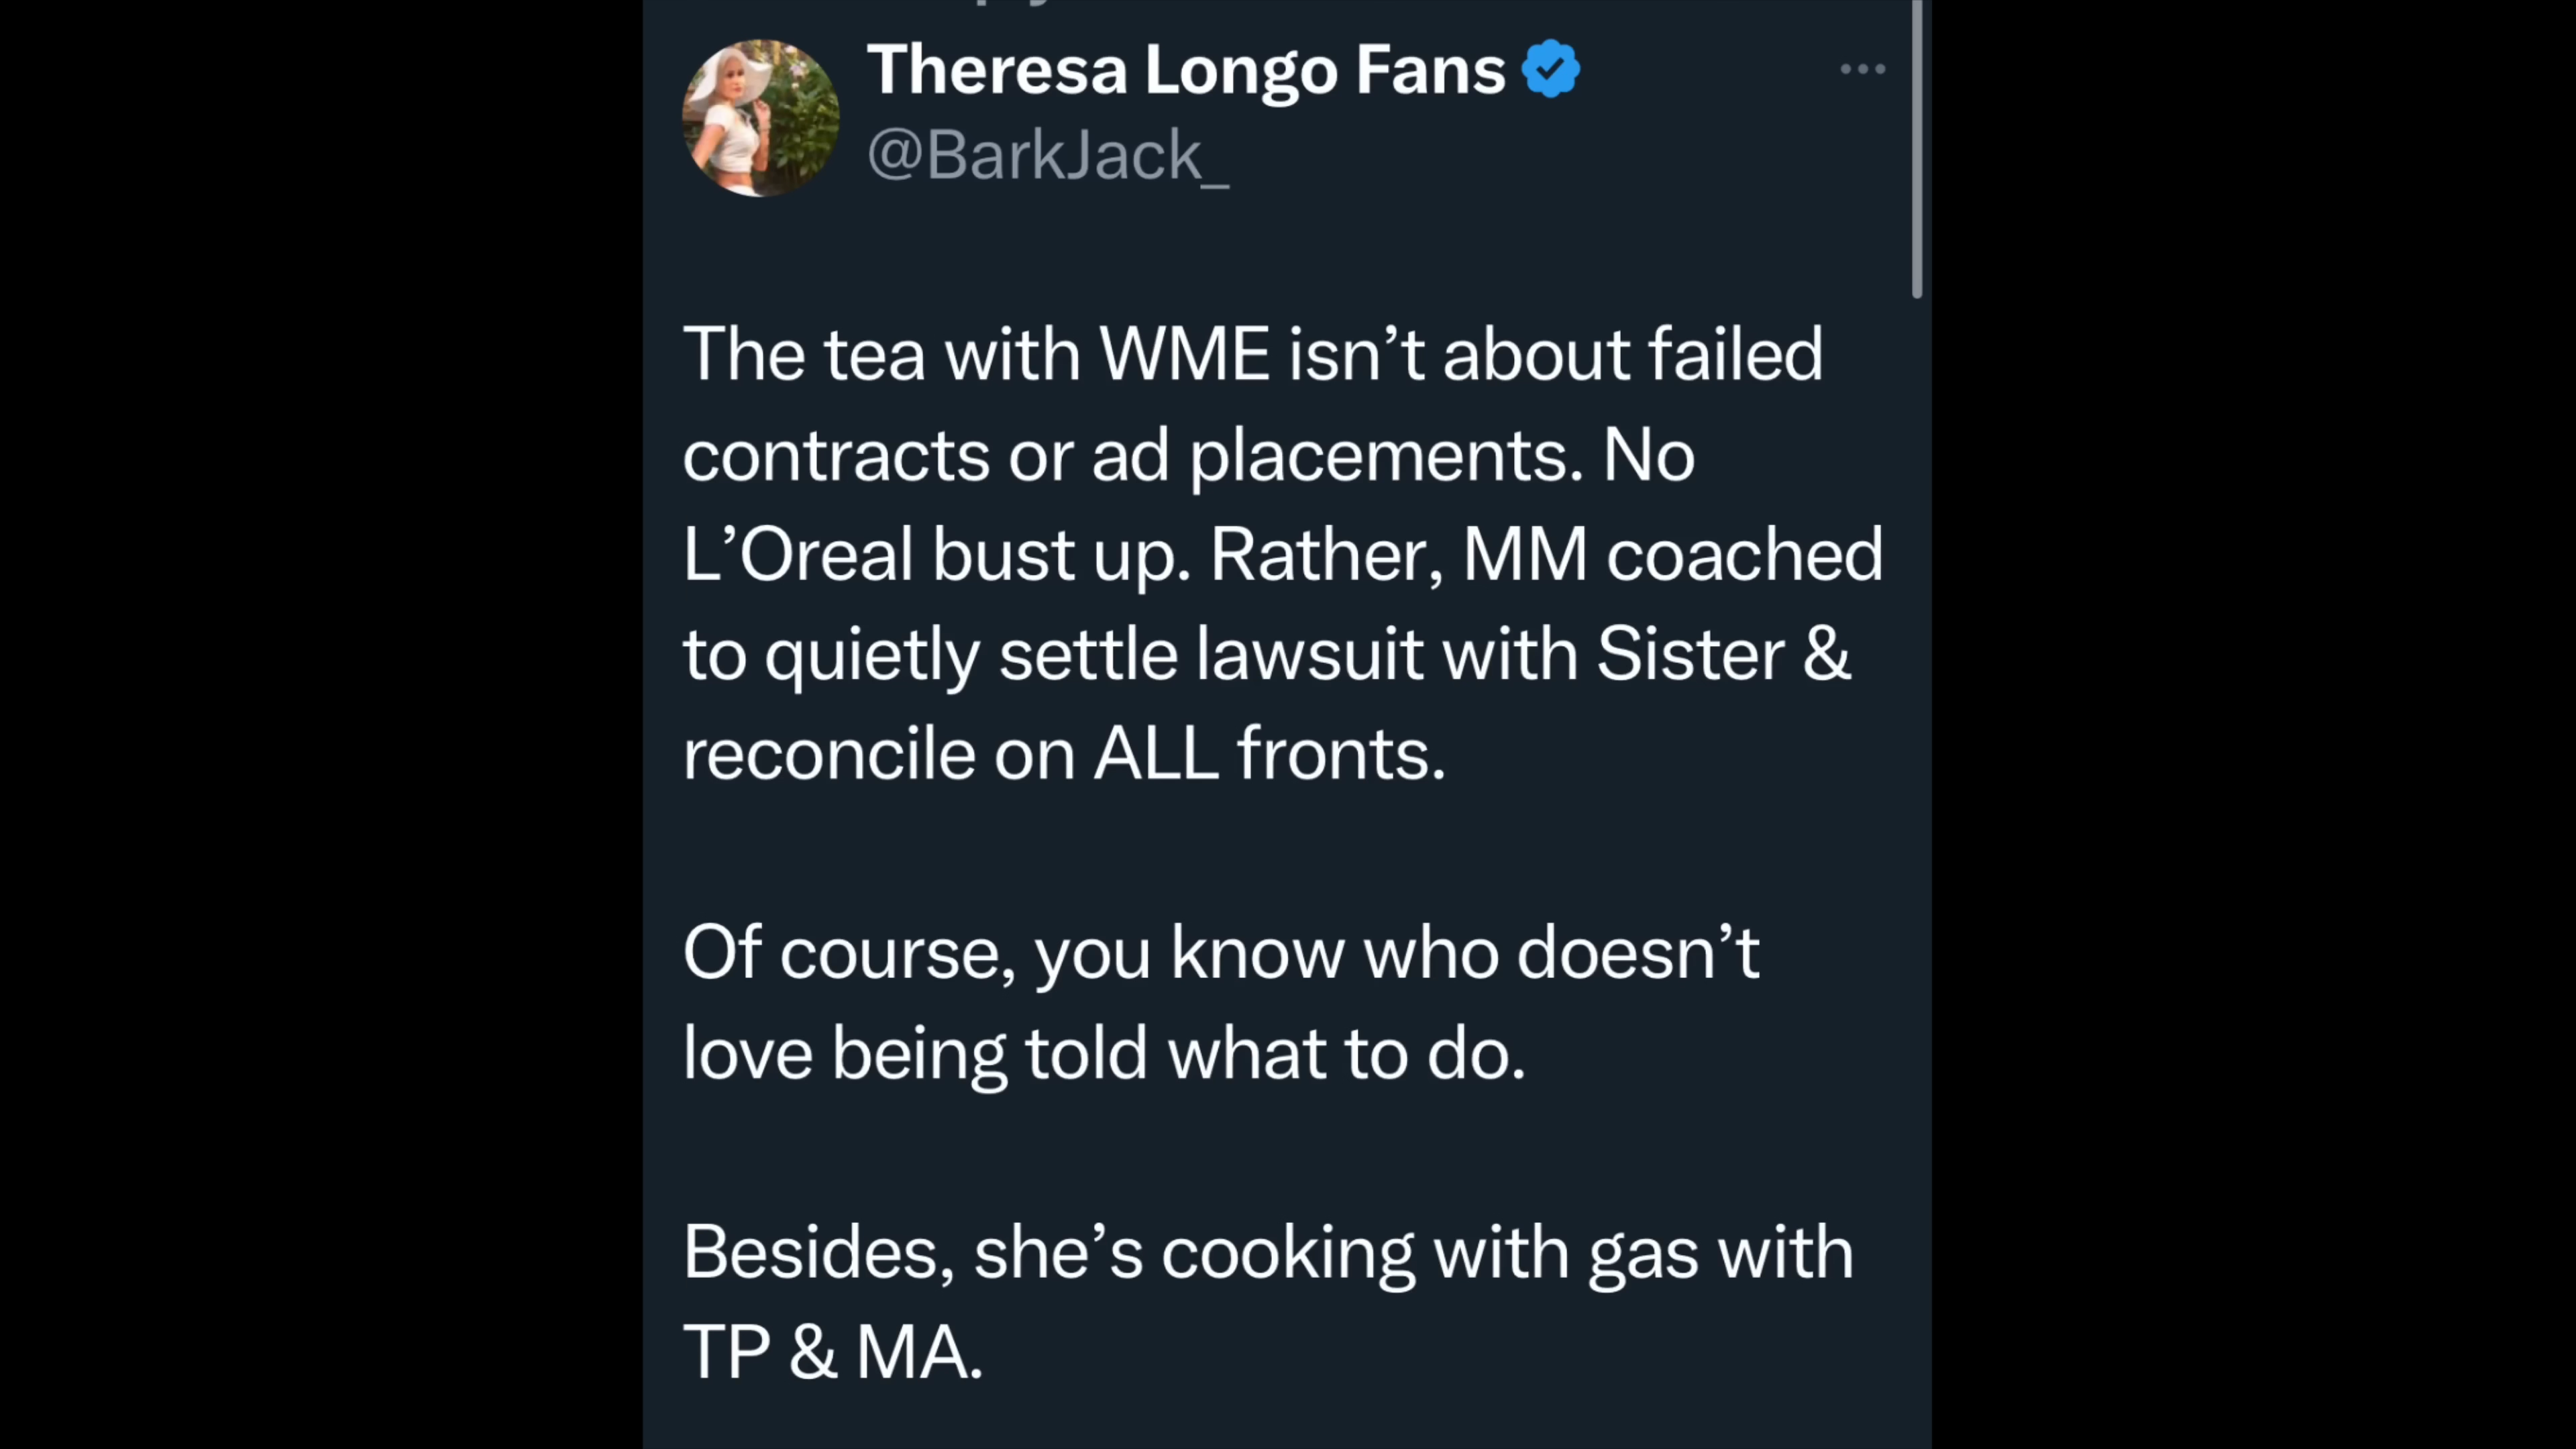 Theresa Longo Fans
@BarkJack_
The tea with WME isn’t about failed
contracts or ad placements. No
L’Oreal bust up. Rather, MM coached
to quietly settle lawsuit with Sister &
reconcile on ALL fronts.
Of course, you know who doesn’t
love being told what to do.
Besides, she’s cooking with gas with
TP & MA.